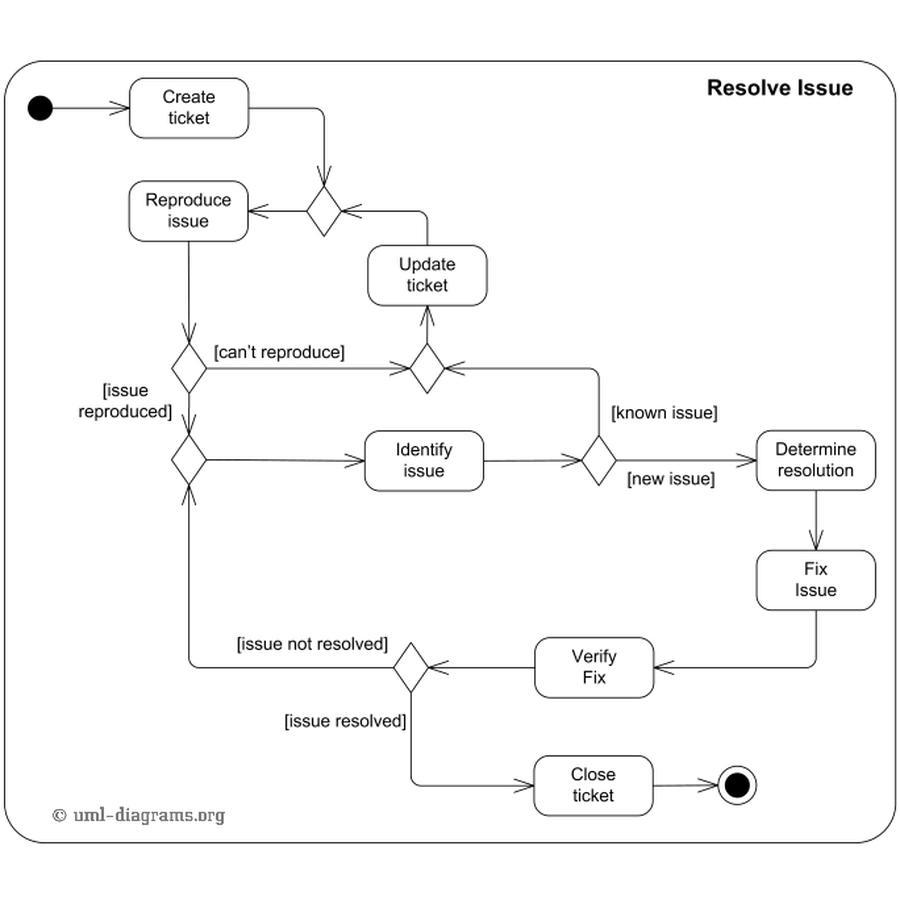 Resolve Issue
Create
ticket
Reproduce
issue
Update
ticket
[can't reproduce]
[issue
reproduced]
[known issue]
Identify
issue
Determine
resolution
[new issue]
Fix
Issue
[issue not resolved]
Verify
Fix
[issue resolved]
Close
ticket
© uml-diagrams.org